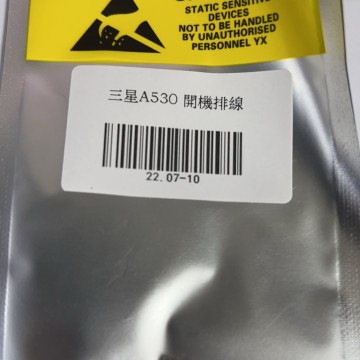 STATIC SENSITIVE
DEVICES
NOT TO BE HANDLED
BY UNAUTHORISED
PERSONNEL YX
三星A530 開機排線
22.07-10